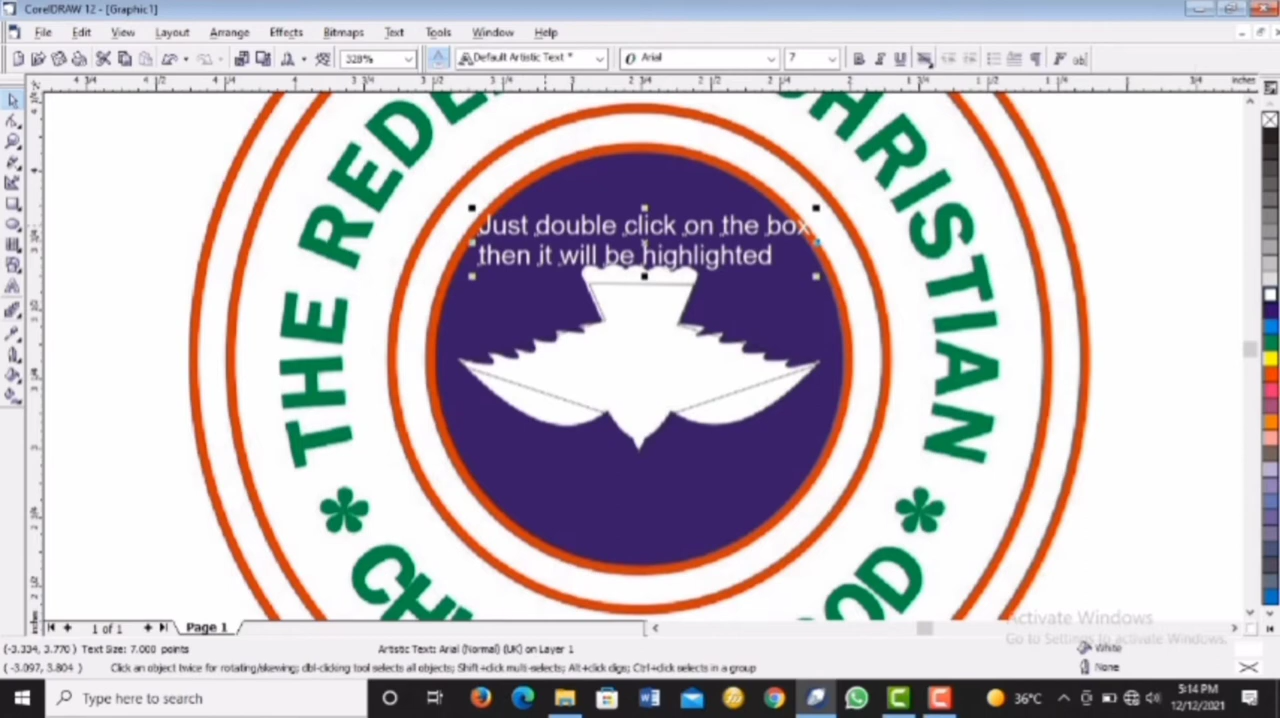 CorelDRAW 12 - [Graphic1]
File Edit View Layout Arrange Effects Bitmaps Text Tools Window Help
328% Default Artistic Text * Arial 7
inches
THE REDE
CHRISTIAN
Just double click on the box
then it will be highlighted
CH
OD
1 of 1 Page 1
Activate Windows
Go to Settings to activate Windows.
(-3.334, 3.770) Text Size: 7.000 points Artistic Text: Arial (Normal) (UK) on Layer 1 White
(-3.097, 3.804) Click an object twice for rotating/skewing; dbl-clicking tool selects all objects; Shift+click multi-selects; Alt+click digs; Ctrl+click selects in a group None
Type here to search 36°C 5:14 PM
12/12/2021